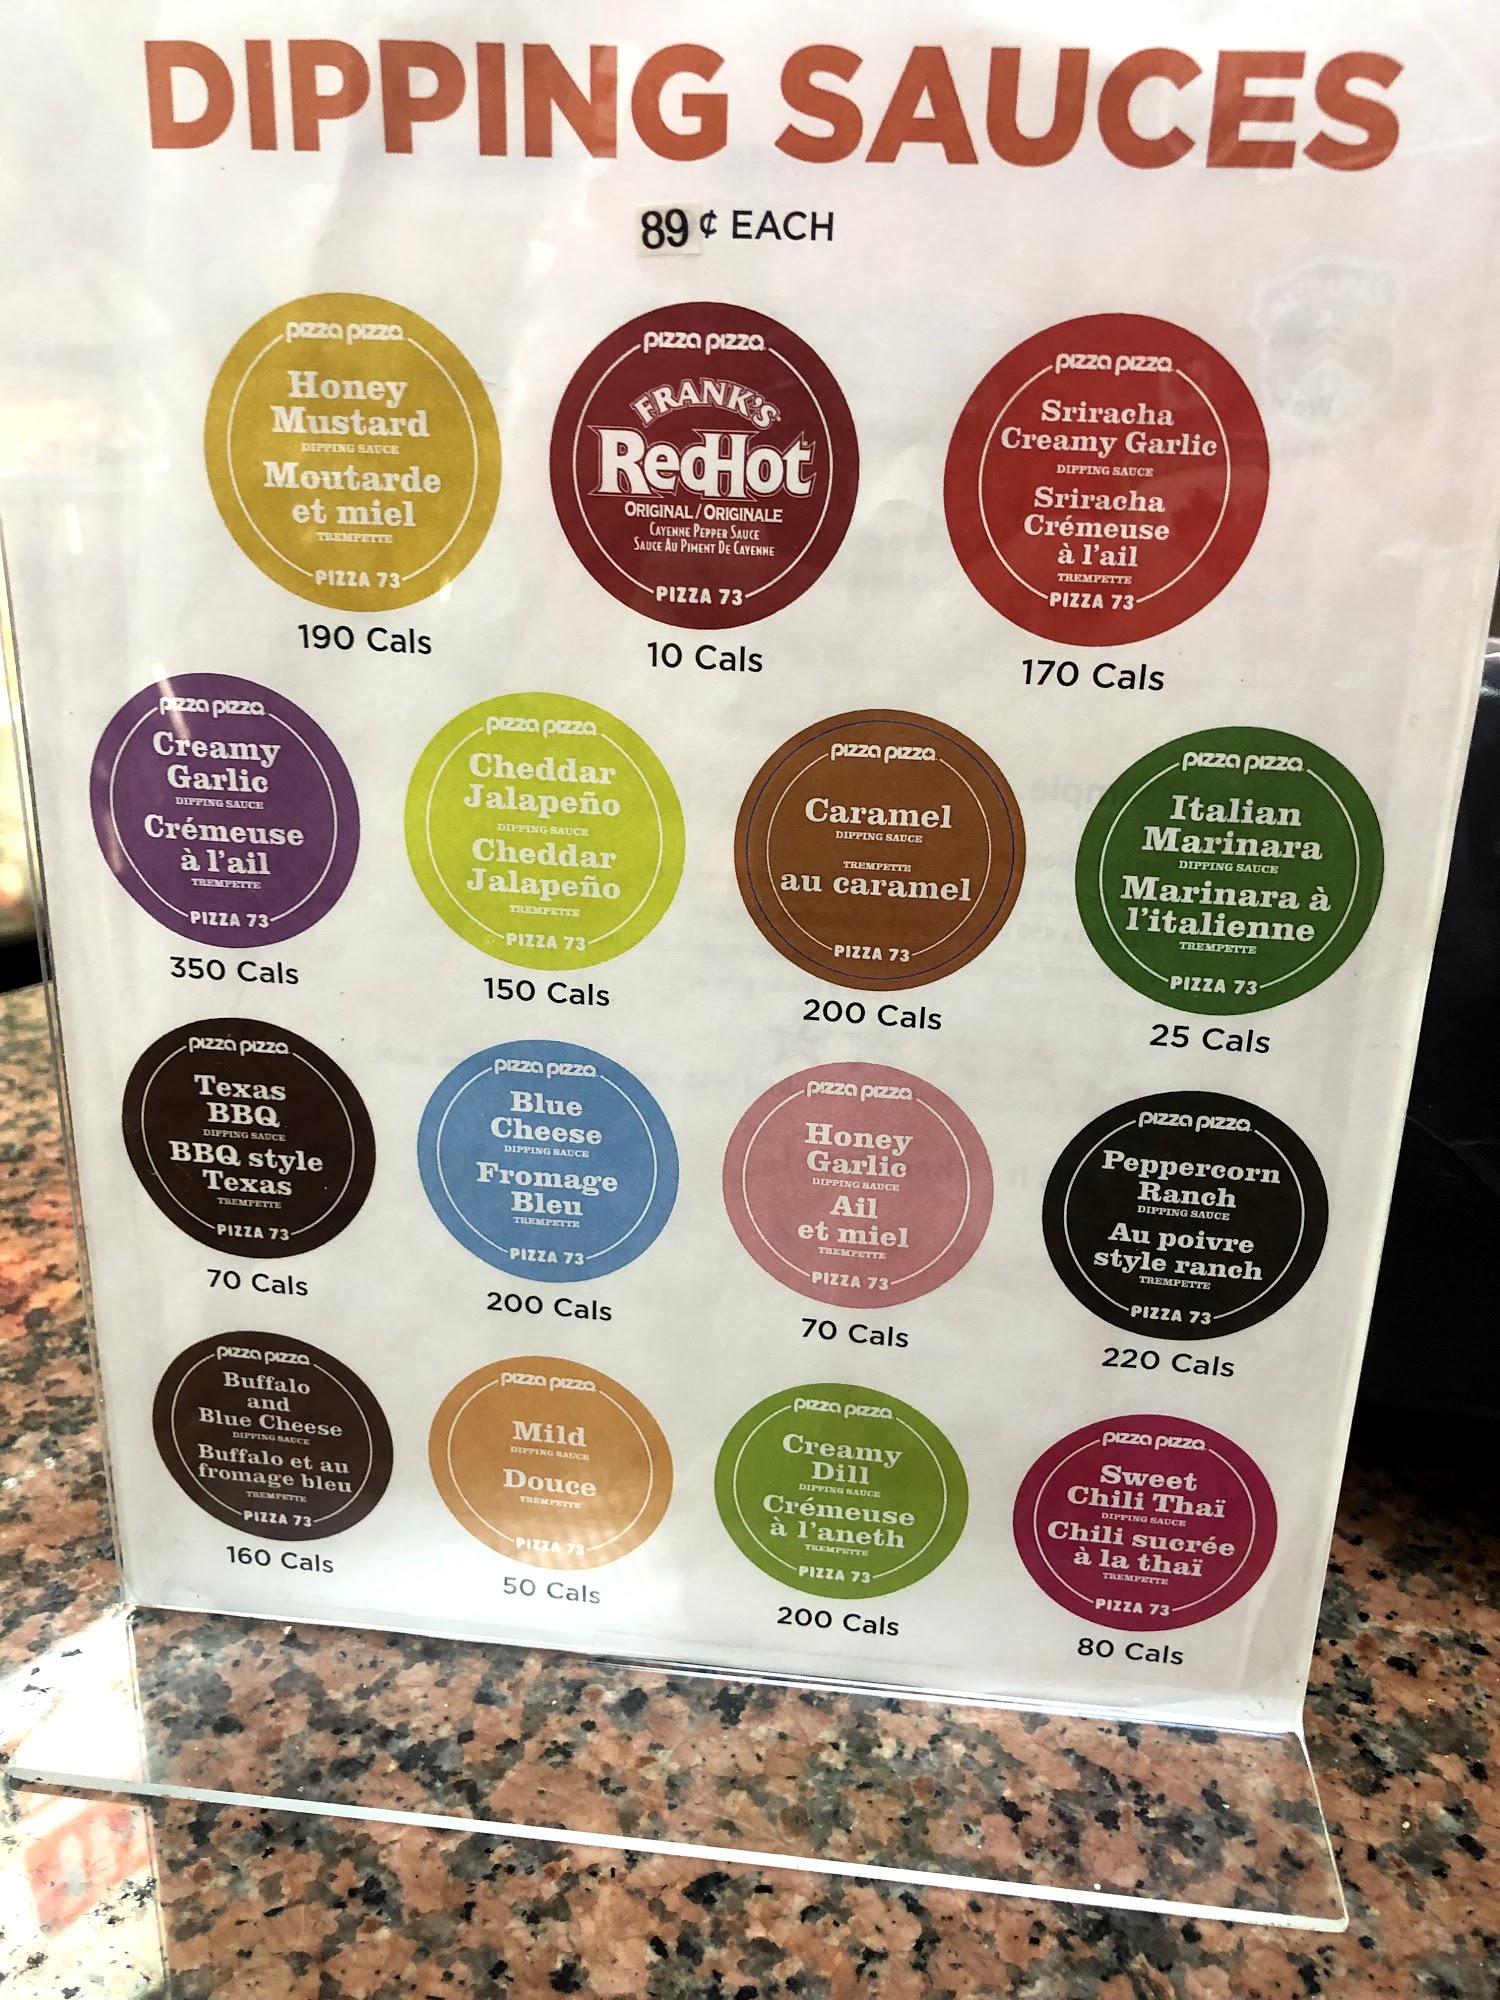 DIPPING SAUCES
89¢ EACH
pizza pizza
Honey
Mustard
DIPPING SAUCE
Moutarde
et miel
TREMPETTE
PIZZA 73
190 Cals
pizza pizza
FRANK'S
RedHot
ORIGINAL/ORIGINALE
CAYENNE PEPPER SAUCE
SAUCE AU PIMENT DE CAYENNE
PIZZA 73
10 Cals
pizza pizza
Sriracha
Creamy Garlic
DIPPING SAUCE
Sriracha
Crémeuse
à l'ail
TREMPETTE
PIZZA 73
170 Cals
pizza pizza
Creamy
Garlic
DIPPING SAUCE
Crémeuse
à l'ail
TREMPETTE
PIZZA 73
350 Cals
pizza pizza
Cheddar
Jalapeño
DIPPING SAUCE
Cheddar
Jalapeño
TREMPETTE
PIZZA 73
150 Cals
pizza pizza
Caramel
DIPPING SAUCE
TREMPETTE
au caramel
PIZZA 73
200 Cals
pizza pizza
Italian
Marinara
DIPPING SAUCE
Marinara à
l'italienne
TREMPETTE
PIZZA 73
25 Cals
pizza pizza
Texas
BBQ
DIPPING SAUCE
BBQ style
Texas
TREMPETTE
PIZZA 73
70 Cals
pizza pizza
Blue
Cheese
DIPPING SAUCE
Fromage
Bleu
TREMPETTE
PIZZA 73
200 Cals
pizza pizza
Honey
Garlic
DIPPING SAUCE
Ail
et miel
TREMPETTE
PIZZA 73
70 Cals
pizza pizza
Peppercorn
Ranch
DIPPING SAUCE
Au poivre
style ranch
TREMPETTE
PIZZA 73
220 Cals
pizza pizza
Buffalo
and
Blue Cheese
DIPPING SAUCE
Buffalo et au
fromage bleu
TREMPETTE
PIZZA 73
160 Cals
pizza pizza
Mild
DIPPING SAUCE
Douce
TREMPETTE
PIZZA 73
50 Cals
pizza pizza
Creamy
Dill
DIPPING SAUCE
Crémeuse
à l'aneth
TREMPETTE
PIZZA 73
200 Cals
pizza pizza
Sweet
Chili Thaï
DIPPING SAUCE
Chili sucrée
à la thaï
TREMPETTE
PIZZA 73
80 Cals